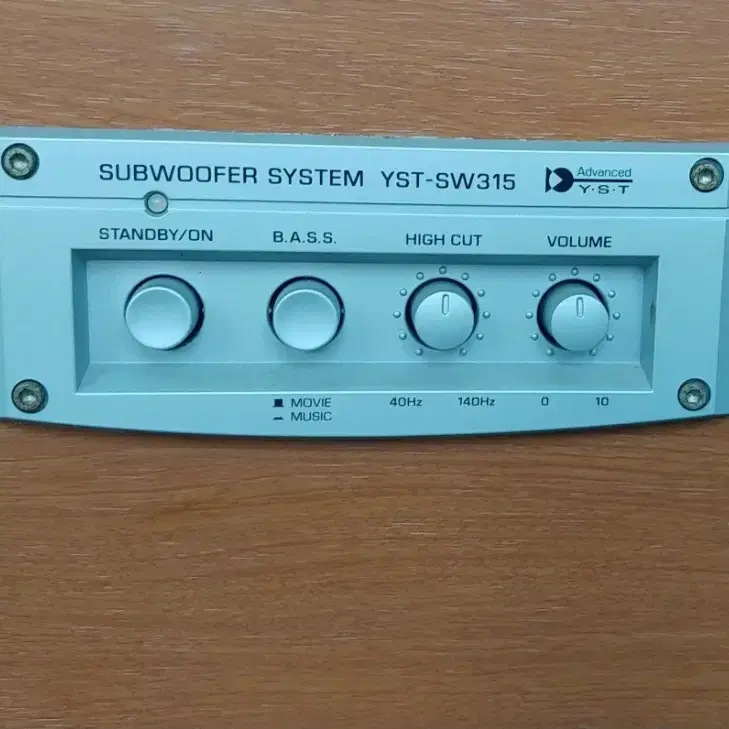 SUBWOOFER SYSTEM YST-SW315
Advanced
Y·S·T
STANDBY/ON B.A.S.S. HIGH CUT VOLUME
MOVIE 40Hz 140Hz 0 10
MUSIC